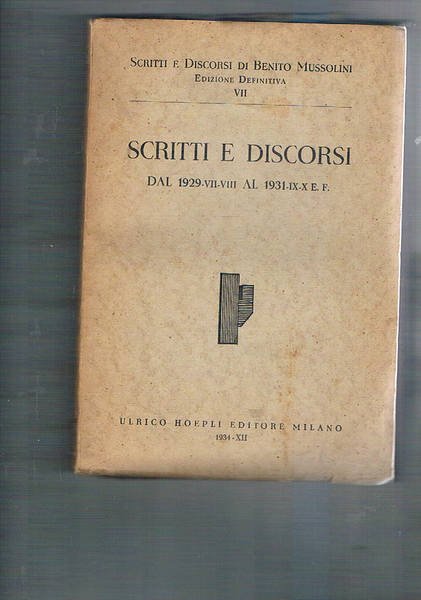 SCRITTI E DISCORSI DI BENITO MUSSOLINI
EDIZIONE DEFINITIVA
VII
SCRITTI E DISCORSI
DAL 1929-VII-VIII AL 1931-IX-X E. F.
ULRICO HOEPLI EDITORE MILANO
1934-XII